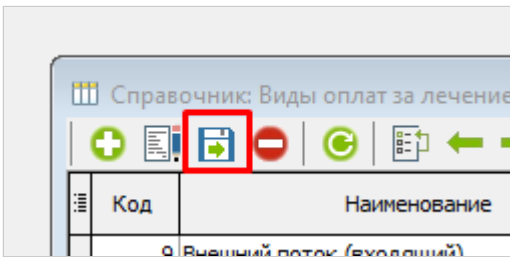 Справочник: Виды оплат за лечение
Код Наименование
9 Внешний поток (входящий)